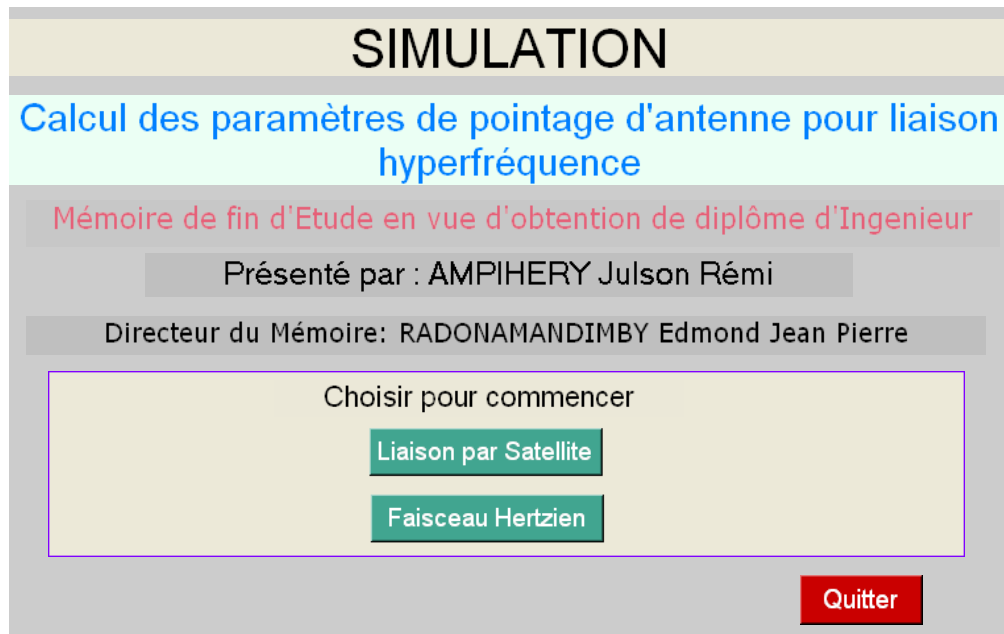 SIMULATION
Calcul des paramètres de pointage d'antenne pour liaison
hyperfréquence
Mémoire de fin d'Etude en vue d'obtention de diplôme d'Ingenieur
Présenté par : AMPIHERY Julson Rémi
Directeur du Mémoire: RADONAMANDIMBY Edmond Jean Pierre
Choisir pour commencer
Liaison par Satellite
Faisceau Hertzien
Quitter